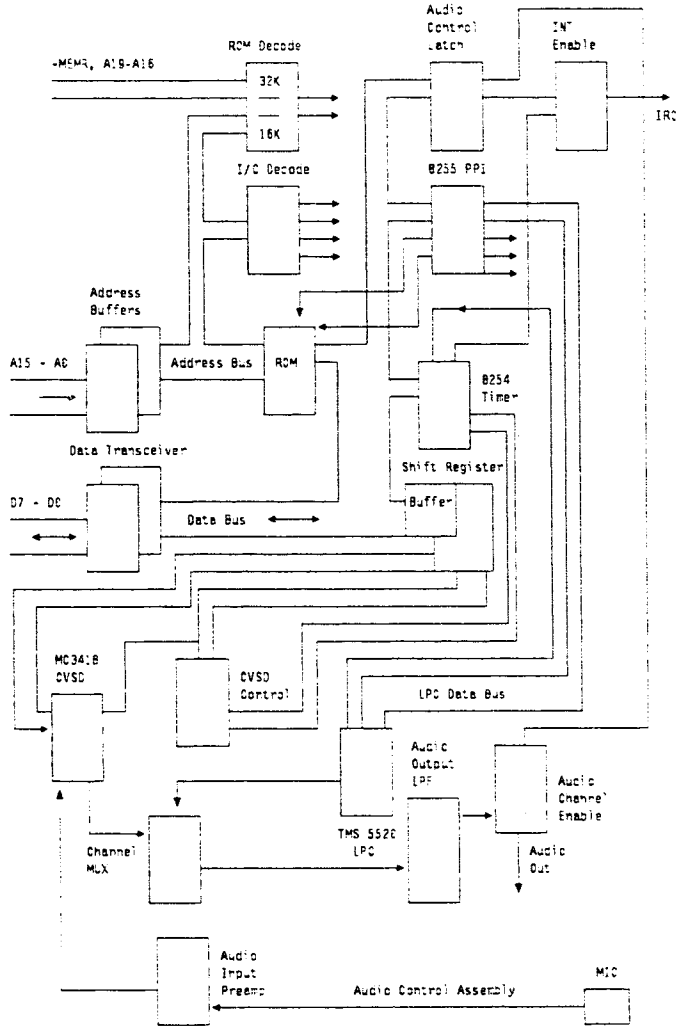 Audio
Control
Latch
ROM Decode
INT
Enable
-MEMR, A19-A16
32K
16K
IRQ
I/O Decode
8255 PPI
Address
Buffers
A15 - A0
Address Bus
ROM
8254
Timer
Data Transceiver
Shift Register
D7 - D0
Data Bus
Buffer
MC3418
CVSD
CVSD
Control
LPC Data Bus
Audio
Output
LPF
Audio
Channel
Enable
TMS 5520
LPC
Channel
MUX
Audio
Out
Audio
Input
Preamp
Audio Control Assembly
MIC